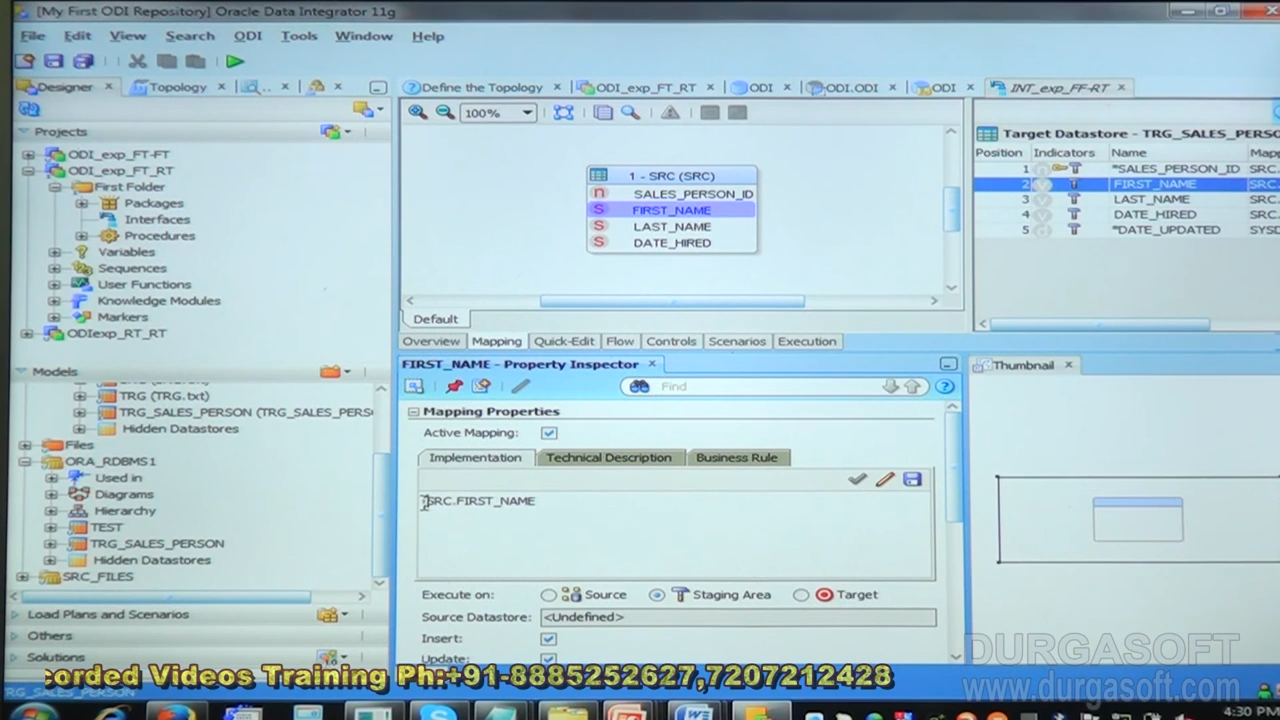 [My First ODI Repository] Oracle Data Integrator 11g
File Edit View Search ODI Tools Window Help
Designer Topology Define the Topology ODI_exp_FT_RT ODI ODI.ODI ODI INT_exp_FF-RT
Projects
ODI_exp_FT-FT
ODI_exp_FT_RT
First Folder
Packages
Interfaces
Procedures
Variables
Sequences
User Functions
Knowledge Modules
Markers
ODIexp_RT_RT
100%
1 - SRC (SRC)
SALES_PERSON_ID
FIRST_NAME
LAST_NAME
DATE_HIRED
Default
Overview Mapping Quick-Edit Flow Controls Scenarios Execution
Target Datastore - TRG_SALES_PERSO
Position Indicators Name Mapp
1 *SALES_PERSON_ID SRC.
2 FIRST_NAME SRC.
3 LAST_NAME SRC.
4 DATE_HIRED SRC.
5 *DATE_UPDATED SYSD
Models
TRG (TRG.txt)
TRG_SALES_PERSON (TRG_SALES_PERS
Hidden Datastores
Files
ORA_RDBMS1
Used in
Diagrams
Hierarchy
TEST
TRG_SALES_PERSON
Hidden Datastores
SRC_FILES
Load Plans and Scenarios
Others
Solutions
FIRST_NAME - Property Inspector
Find
Mapping Properties
Active Mapping:
Implementation Technical Description Business Rule
SRC.FIRST_NAME
Execute on: Source Staging Area Target
Source Datastore: <Undefined>
Insert:
Update:
Thumbnail
corded Videos Training Ph:+91-8885252627,7207212428
TRG_SALES_PERSON
DURGASOFT
www.durgasoft.com
4:30 PM